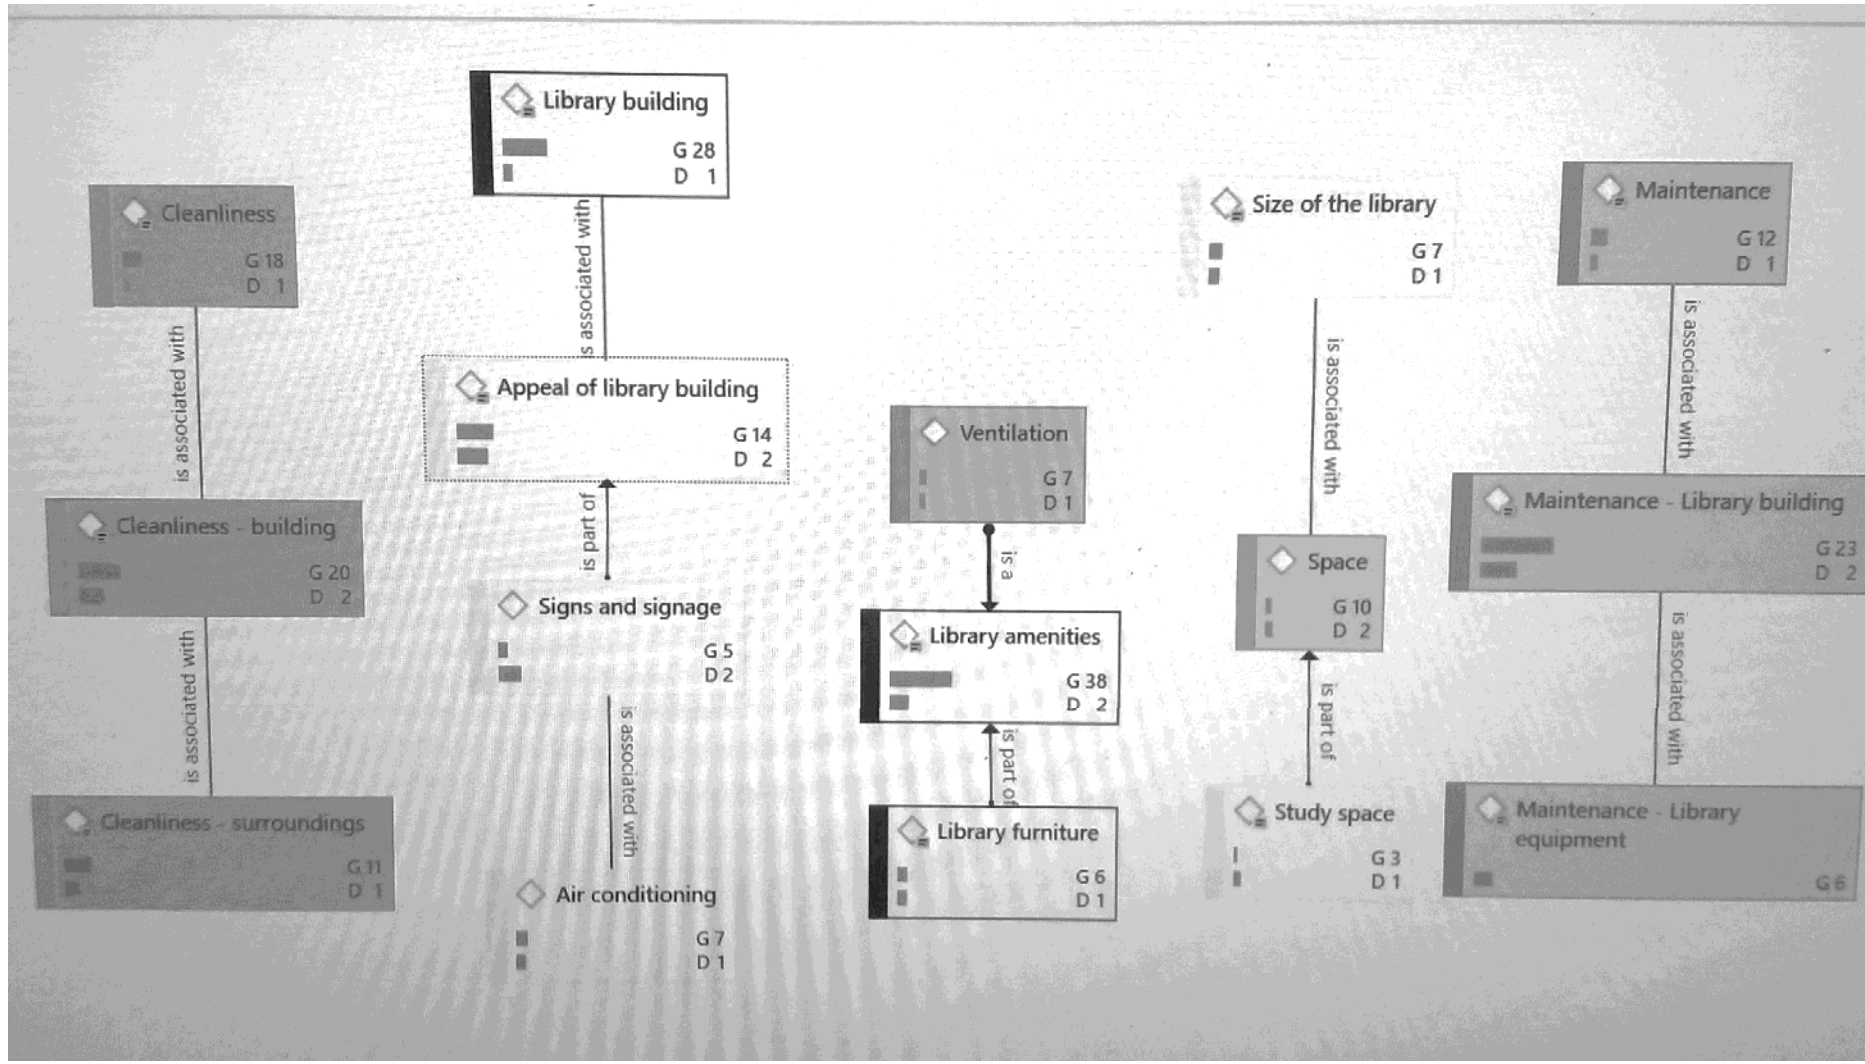 Library building
G 28
D 1
is associated with
Appeal of library building
G 14
D 2
is part of
Signs and signage
G 5
D 2
is associated with
Air conditioning
G 7
D 1
Cleanliness
G 18
D 1
is associated with
Cleanliness - building
G 20
D 2
is associated with
Cleanliness - surroundings
G 11
D 1
Ventilation
G 7
D 1
is a
Library amenities
G 38
D 2
is part of
Library furniture
G 6
D 1
Size of the library
G 7
D 1
is associated with
Space
G 10
D 2
is part of
Study space
G 3
D 1
Maintenance
G 12
D 1
is associated with
Maintenance - Library building
G 23
D 2
is associated with
Maintenance - Library
equipment
G 6